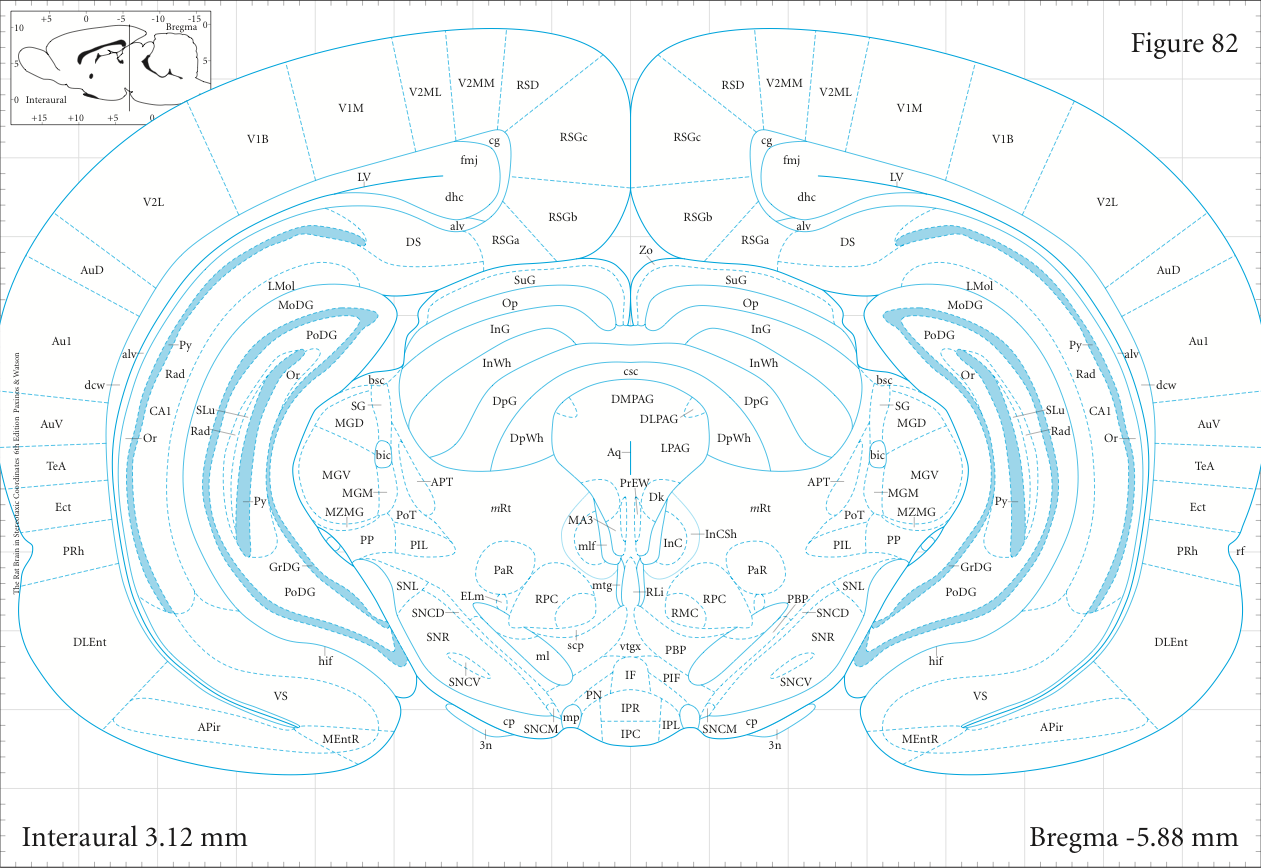 +5 0 -5 -10 -15
Bregma 0
10
5 5
0 Interaural
+15 +10 +5 0
Figure 82
RSD RSD
V2MM V2MM
V2ML V2ML
V1M V1M
V1B V1B
RSGc RSGc
cg cg
fmj fmj
LV LV
V2L dhc dhc V2L
RSGb RSGb
alv alv
DS RSGa RSGa DS
Zo
AuD AuD
SuG SuG
LMol LMol
MoDG Op Op MoDG
PoDG InG InG PoDG
Au1 Py Py Au1
alv alv
InWh InWh
Rad Or csc Or Rad
dcw bsc bsc dcw
DMPAG
SG DpG DpG SG
CA1 SLu SLu CA1
DLPAG
AuV MGD MGD AuV
Rad Rad
Or DpWh DpWh Or
Aq LPAG
bic bic
TeA TeA
MGV MGV
APT PrEW APT
MGM Dk MGM
Ect Py Py Ect
mRt mRt
MZMG PoT MA3 PoT MZMG
InCSh
PP PIL mlf InC PIL PP
PRh PRh rf
GrDG PaR PaR GrDG
SNL mtg SNL
PoDG RLi PoDG
ELm RPC RPC PBP
SNCD RMC SNCD
SNR SNR
DLEnt scp vtgx PBP DLEnt
hif ml hif
IF PIF
SNCV SNCV
VS PN VS
IPR
mp
cp cp
APir SNCM IPL SNCM APir
IPC
MEntR 3n 3n MEntR
The Rat Brain in Stereotaxic Coordinates 6th Edition Paxinos & Watson
Interaural 3.12 mm
Bregma -5.88 mm